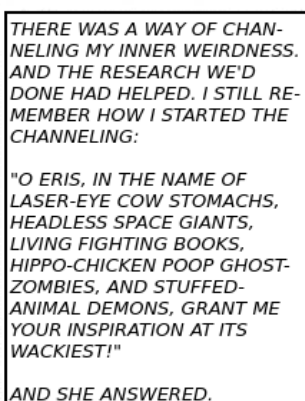 THERE WAS A WAY OF CHAN-
NELING MY INNER WEIRDNESS.
AND THE RESEARCH WE'D
DONE HAD HELPED. I STILL RE-
MEMBER HOW I STARTED THE
CHANNELING:
"O ERIS, IN THE NAME OF
LASER-EYE COW STOMACHS,
HEADLESS SPACE GIANTS,
LIVING FIGHTING BOOKS,
HIPPO-CHICKEN POOP GHOST-
ZOMBIES, AND STUFFED-
ANIMAL DEMONS, GRANT ME
YOUR INSPIRATION AT ITS
WACKIEST!"
AND SHE ANSWERED.